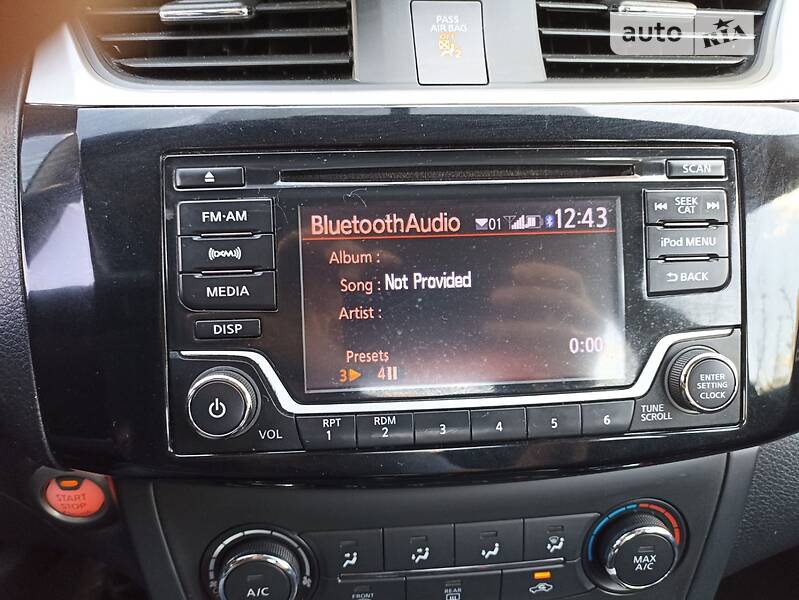 PASS
AIR BAG
OFF
2
auto RIA
SCAN
FM·AM
SEEK
CAT
BluetoothAudio 01 12:43
((XM))
iPod MENU
Album :
Song : Not Provided
MEDIA
BACK
Artist :
DISP
Presets 0:00
3 4
ENTER
SETTING
CLOCK
VOL
RPT
1
RDM
2
3
4
5
6
TUNE
SCROLL
START
STOP
A/C
MAX
A/C
FRONT
REAR